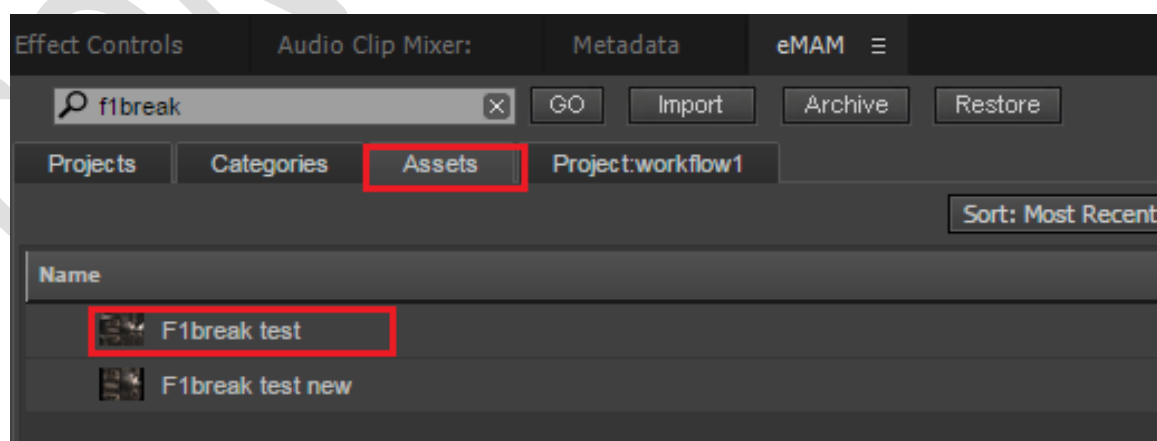 Effect Controls Audio Clip Mixer: Metadata eMAM
f1break GO Import Archive Restore
Projects Categories Assets Project:workflow1
Sort: Most Recent
Name
F1break test
F1break test new